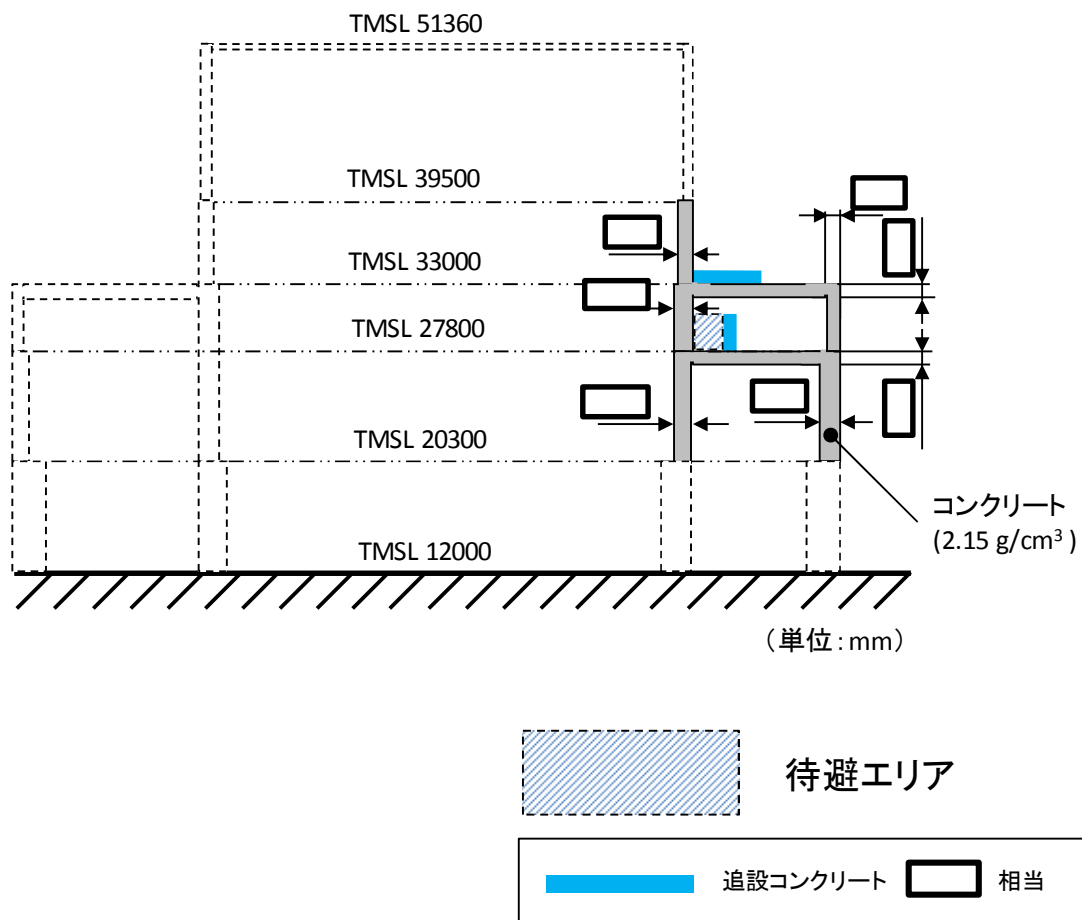 TMSL 51360
TMSL 39500
TMSL 33000
TMSL 27800
TMSL 20300
コンクリート
(2.15 g/cm³ )
TMSL 12000
（単位：mm）
待避エリア
追設コンクリート 相当